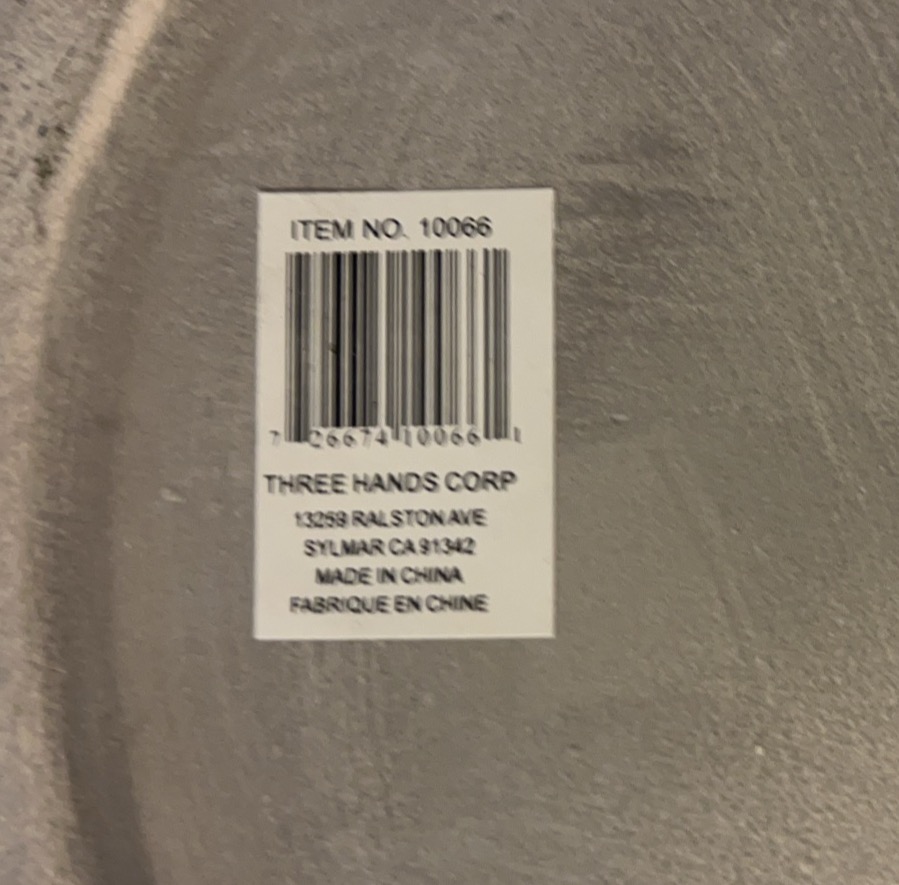 ITEM NO. 10066
7 26674 10066 1
THREE HANDS CORP
13259 RALSTON AVE
SYLMAR CA 91342
MADE IN CHINA
FABRIQUE EN CHINE